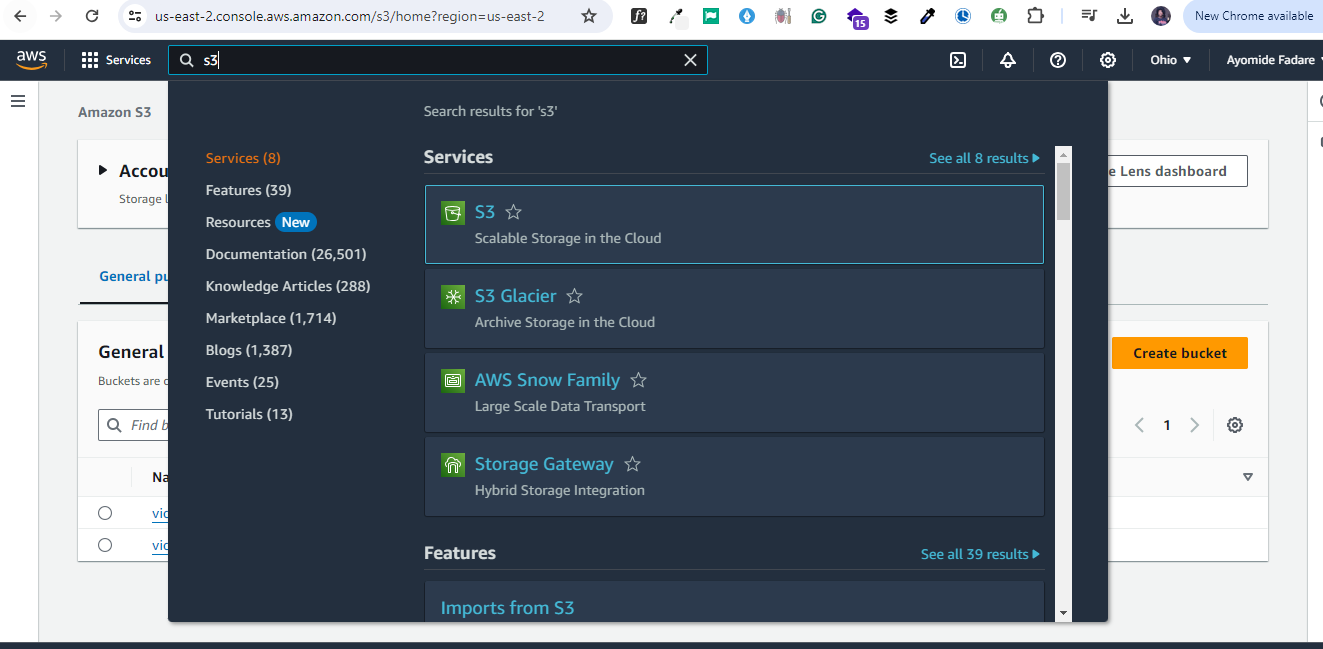 us-east-2.console.aws.amazon.com/s3/home?region=us-east-2
15
New Chrome available
aws
Services
s3
Ohio
Ayomide Fadare
Amazon S3
Search results for 's3'
Services (8)
Features (39)
Resources New
Documentation (26,501)
Knowledge Articles (288)
Marketplace (1,714)
Blogs (1,387)
Events (25)
Tutorials (13)
Services
See all 8 results
S3
Scalable Storage in the Cloud
S3 Glacier
Archive Storage in the Cloud
AWS Snow Family
Large Scale Data Transport
Storage Gateway
Hybrid Storage Integration
Features
See all 39 results
Imports from S3
Accou
Storage L
e Lens dashboard
General pu
General
Buckets are c
Create bucket
Find b
1
Na
vic
vic